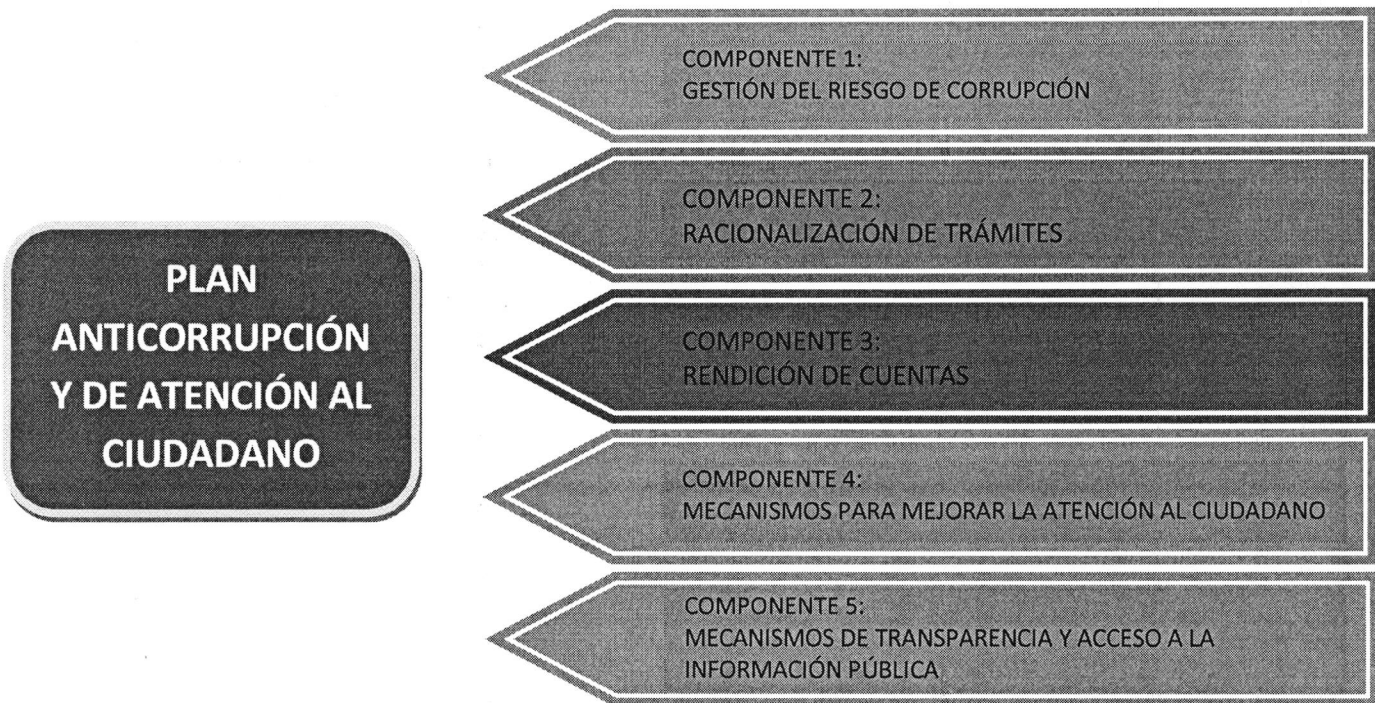 PLAN
ANTICORRUPCIÓN
Y DE ATENCIÓN AL
CIUDADANO
COMPONENTE 1:
GESTIÓN DEL RIESGO DE CORRUPCIÓN
COMPONENTE 2:
RACIONALIZACIÓN DE TRÁMITES
COMPONENTE 3:
RENDICIÓN DE CUENTAS
COMPONENTE 4:
MECANISMOS PARA MEJORAR LA ATENCIÓN AL CIUDADANO
COMPONENTE 5:
MECANISMOS DE TRANSPARENCIA Y ACCESO A LA
INFORMACIÓN PÚBLICA